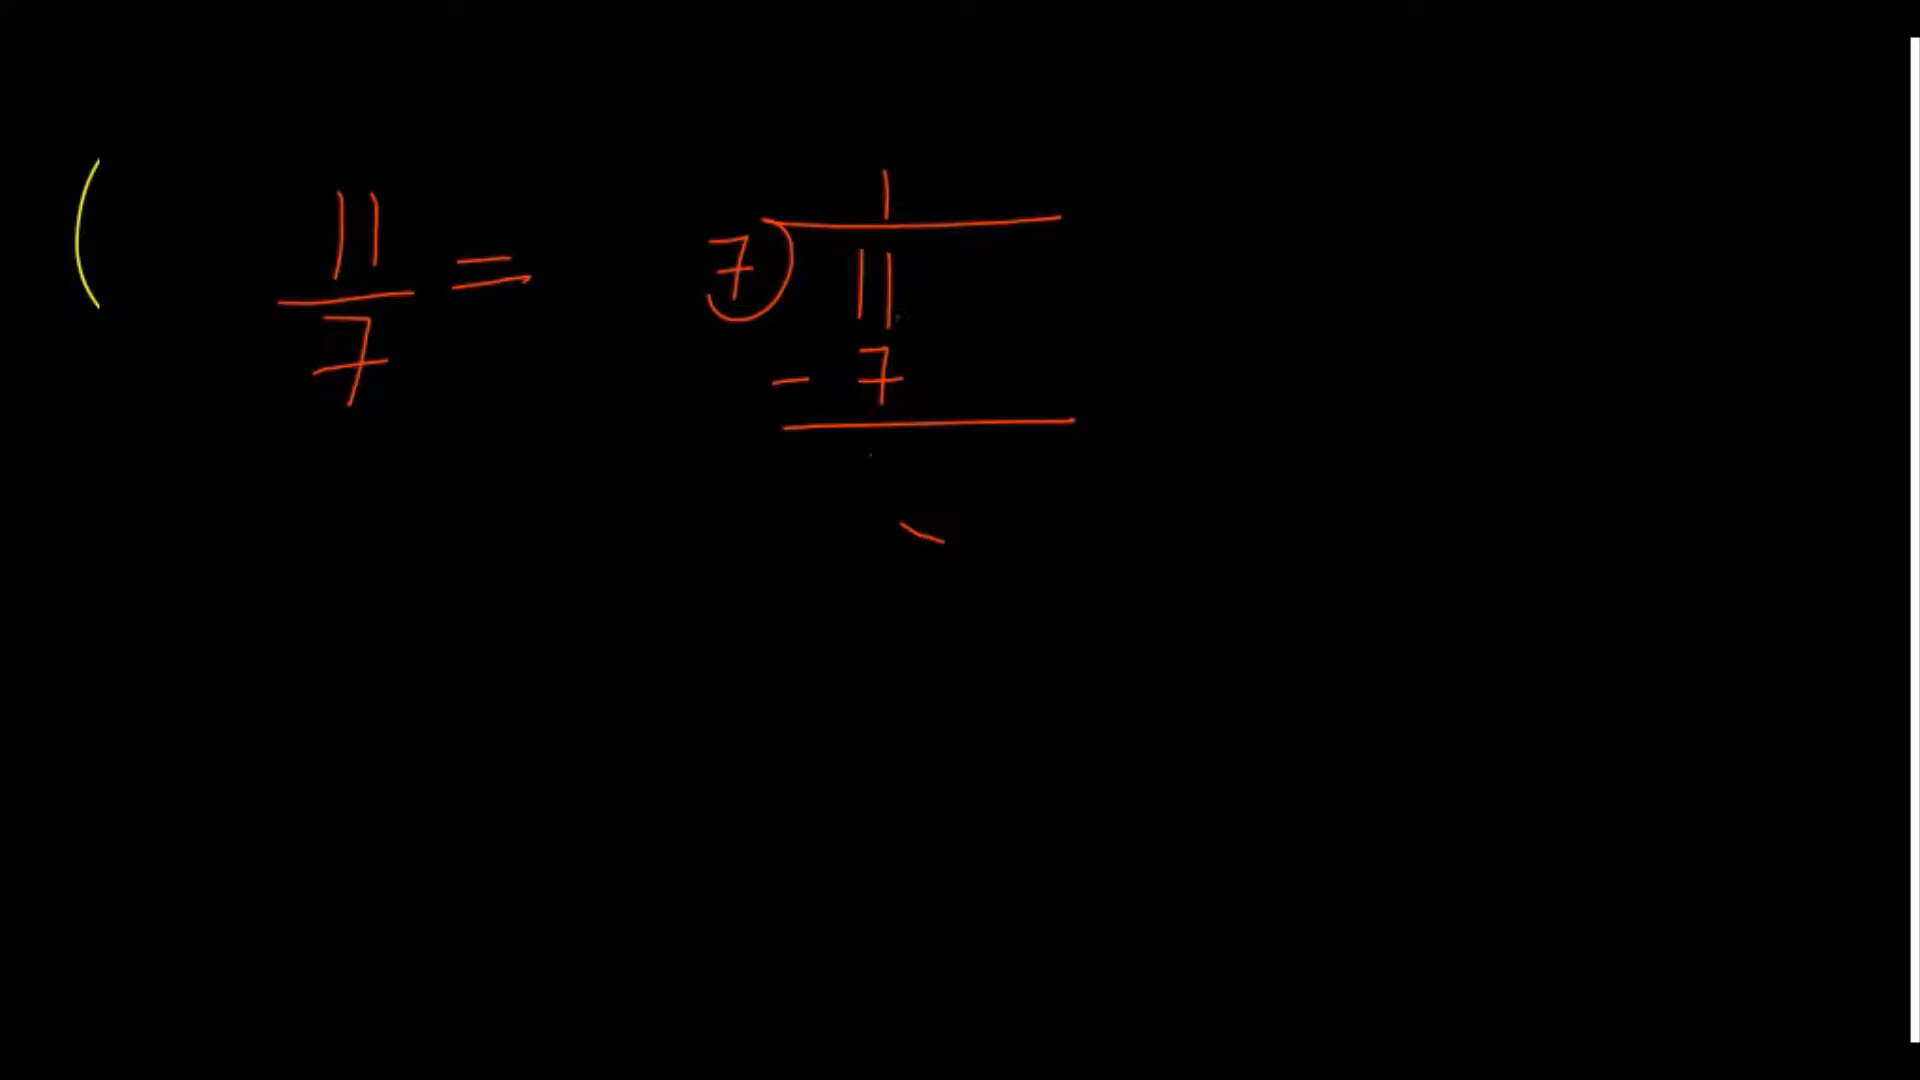 (
11/7 =
1
7 ) 11
- 7